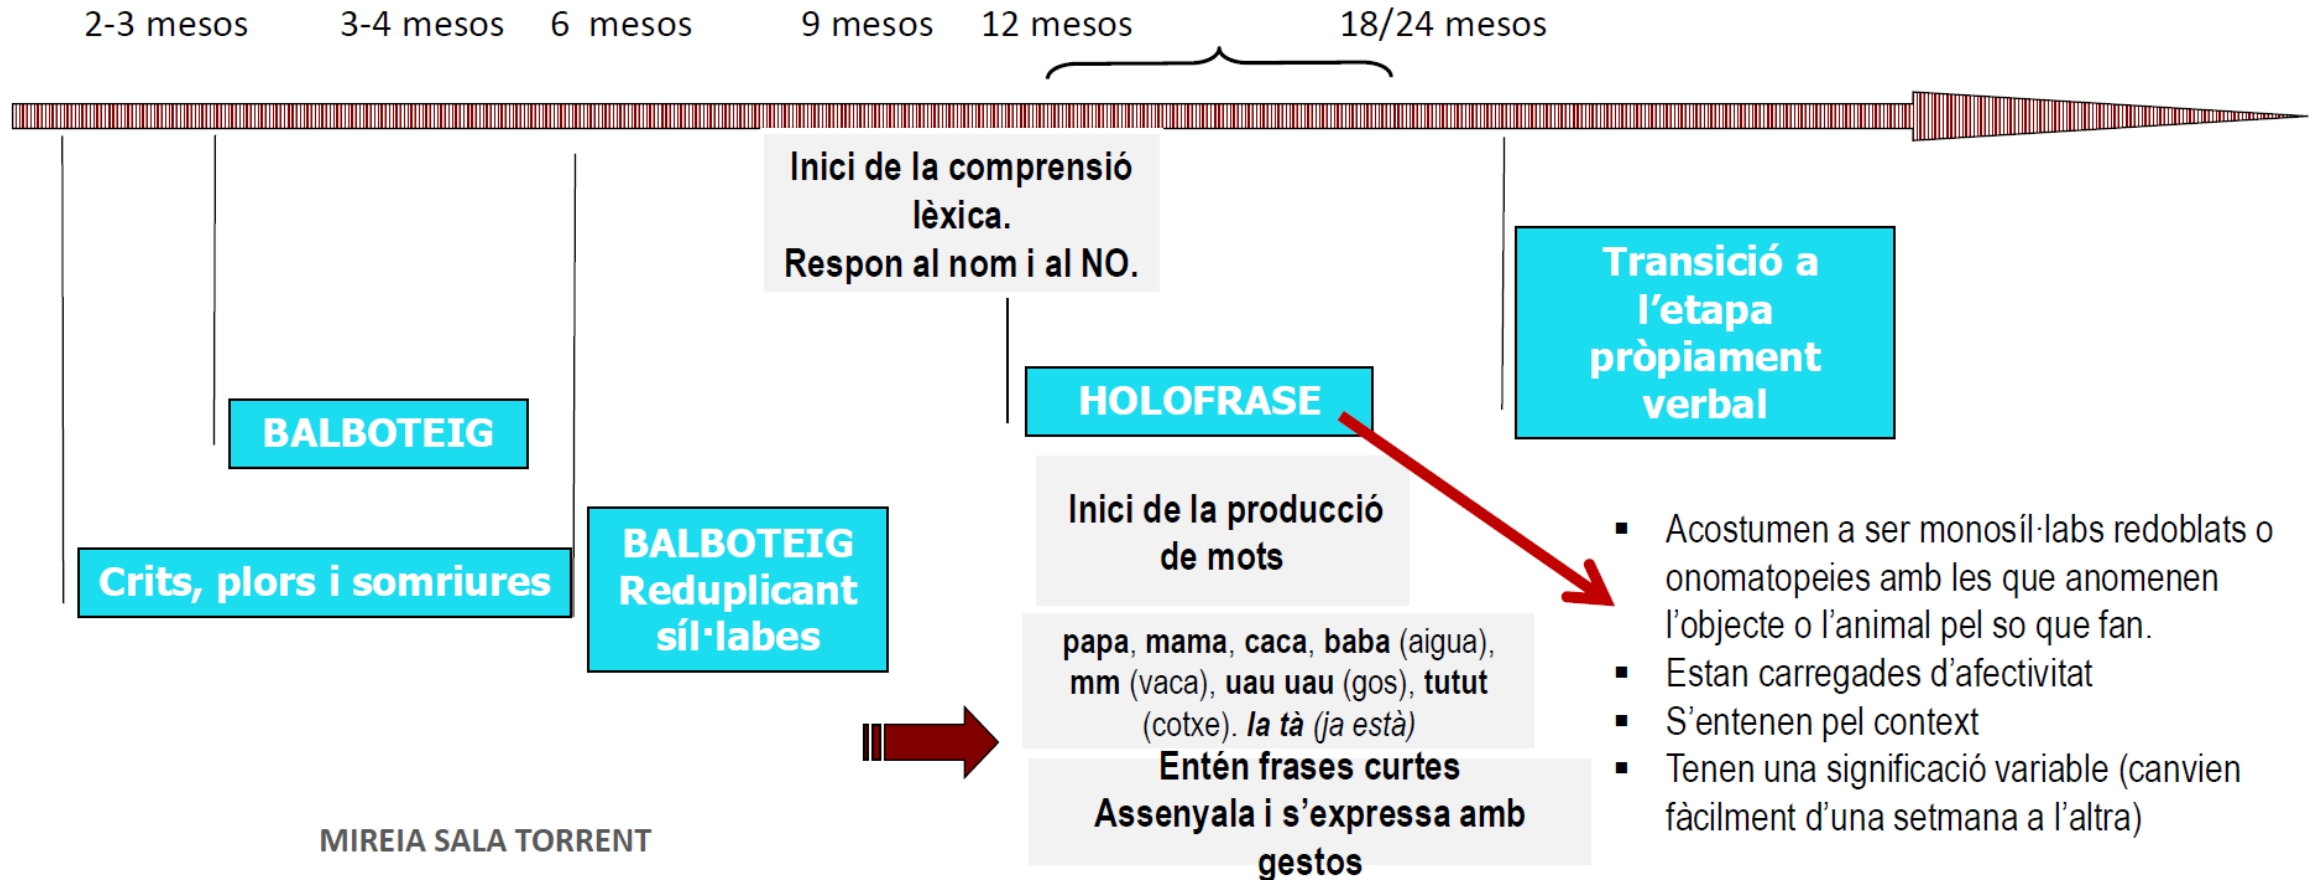 2-3 mesos
3-4 mesos
6 mesos
9 mesos
12 mesos
18/24 mesos
Inici de la comprensió
lèxica.
Respon al nom i al NO.
Transició a
l’etapa
pròpiament
verbal
HOLOFRASE
BALBOTEIG
Crits, plors i somriures
BALBOTEIG
Reduplicant
síl·labes
Inici de la producció
de mots
papa, mama, caca, baba (aigua),
mm (vaca), uau uau (gos), tutut
(cotxe). la tà (ja està)
Entén frases curtes
Assenyala i s’expressa amb
gestos
▪ Acostumen a ser monosíl·labs redoblats o
onomatopeies amb les que anomenen
l’objecte o l’animal pel so que fan.
▪ Estan carregades d’afectivitat
▪ S’entenen pel context
▪ Tenen una significació variable (canvien
fàcilment d’una setmana a l’altra)
MIREIA SALA TORRENT